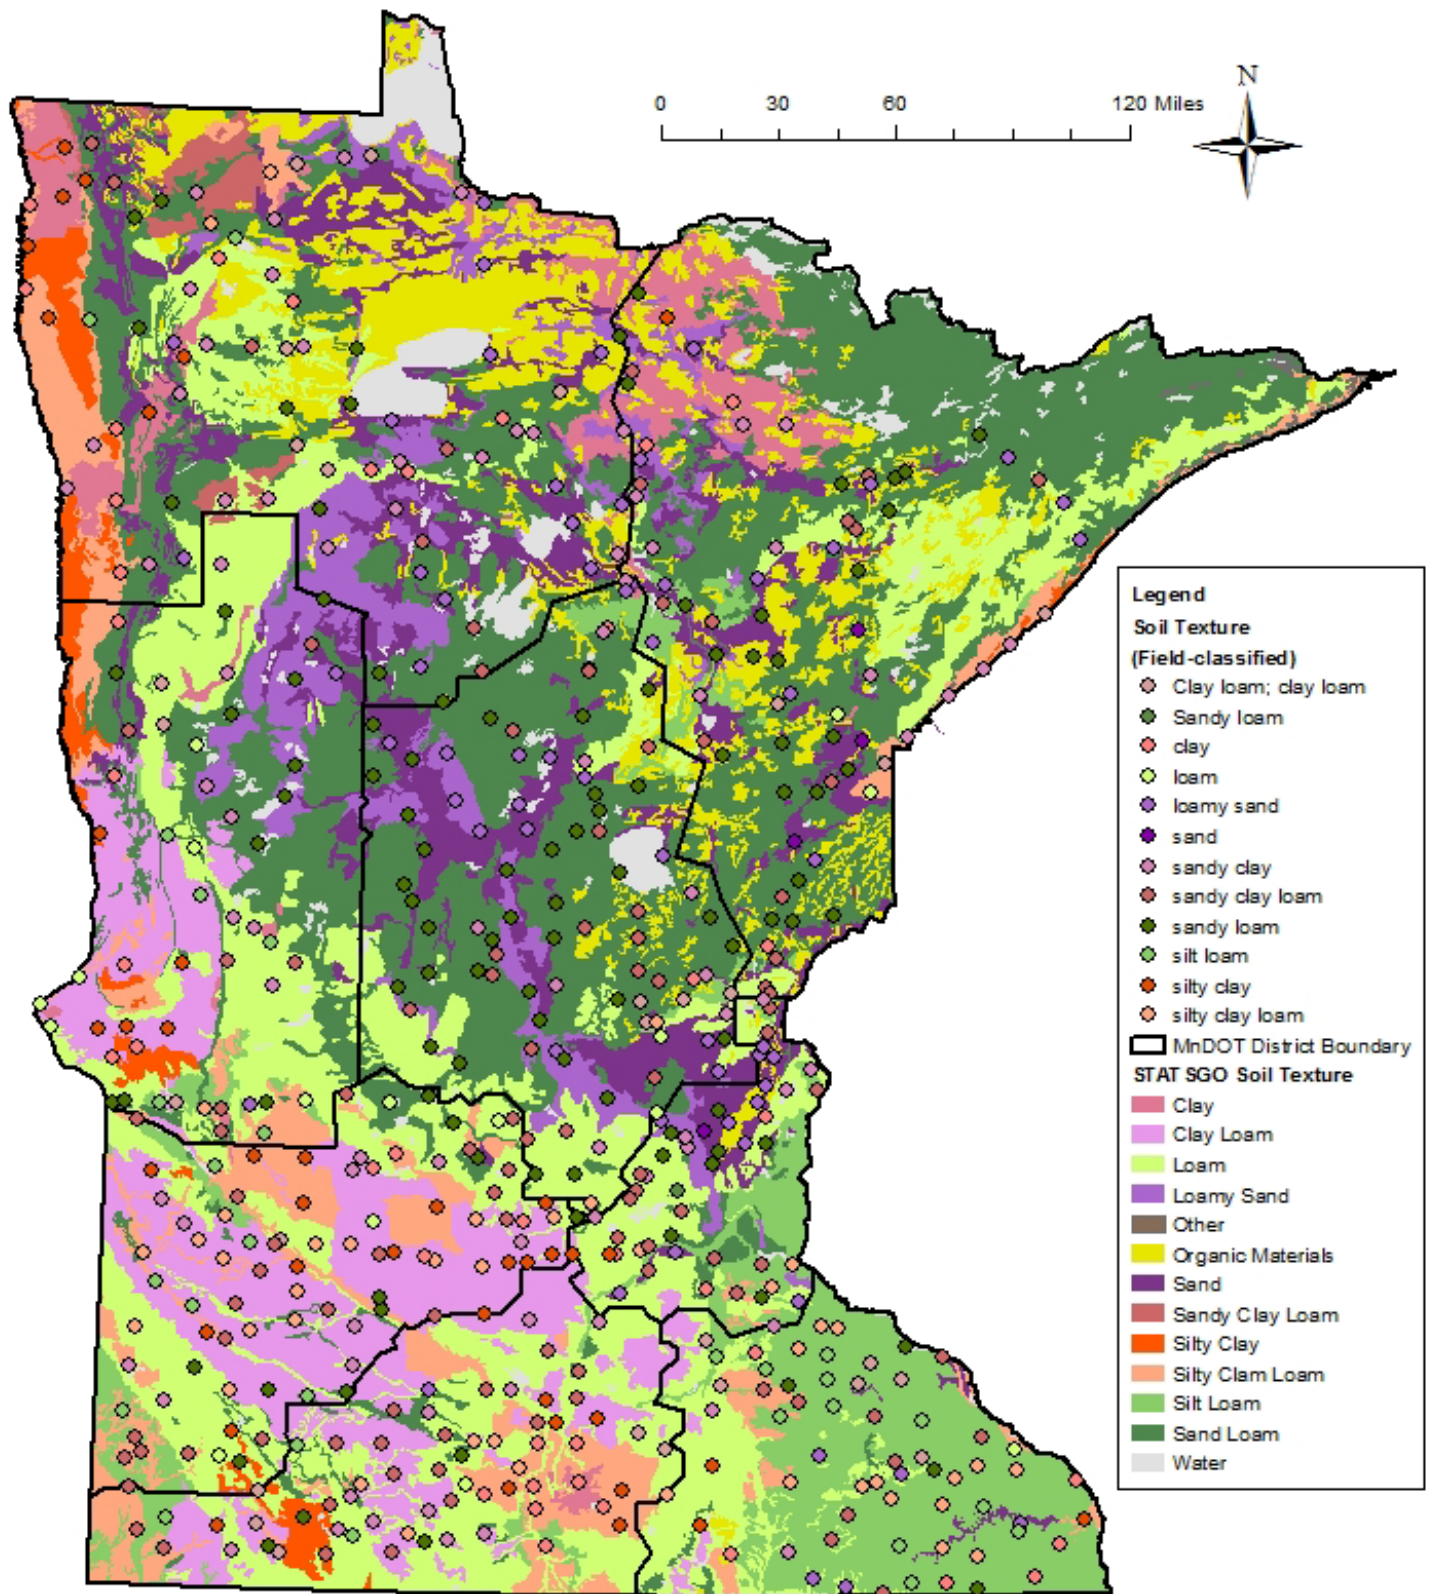 N
0 30 60 120 Miles
Legend
Soil Texture
(Field-classified)
Clay loam; clay loam
Sandy loam
clay
loam
loamy sand
sand
sandy clay
sandy clay loam
sandy loam
silt loam
silty clay
silty clay loam
MnDOT District Boundary
STATSGO Soil Texture
Clay
Clay Loam
Loam
Loamy Sand
Other
Organic Materials
Sand
Sandy Clay Loam
Silty Clay
Silty Clam Loam
Silt Loam
Sand Loam
Water